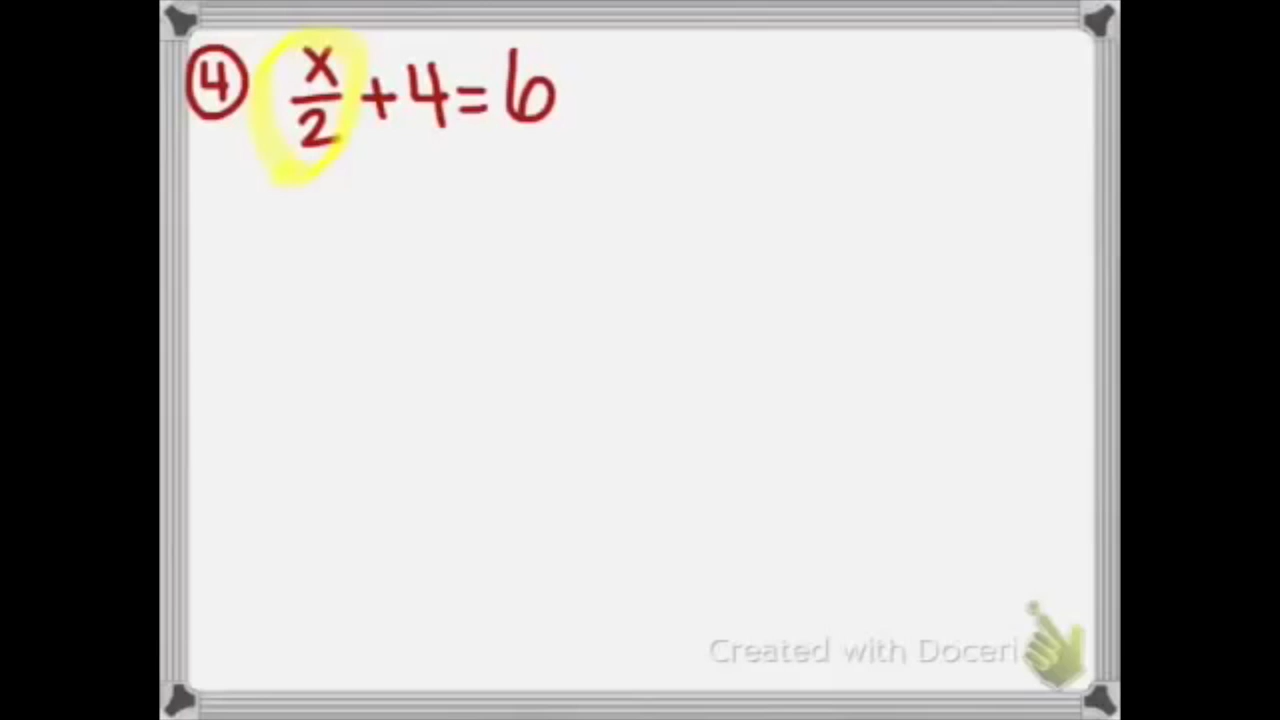 ④ x/2 + 4 = 6
Created with Doceri